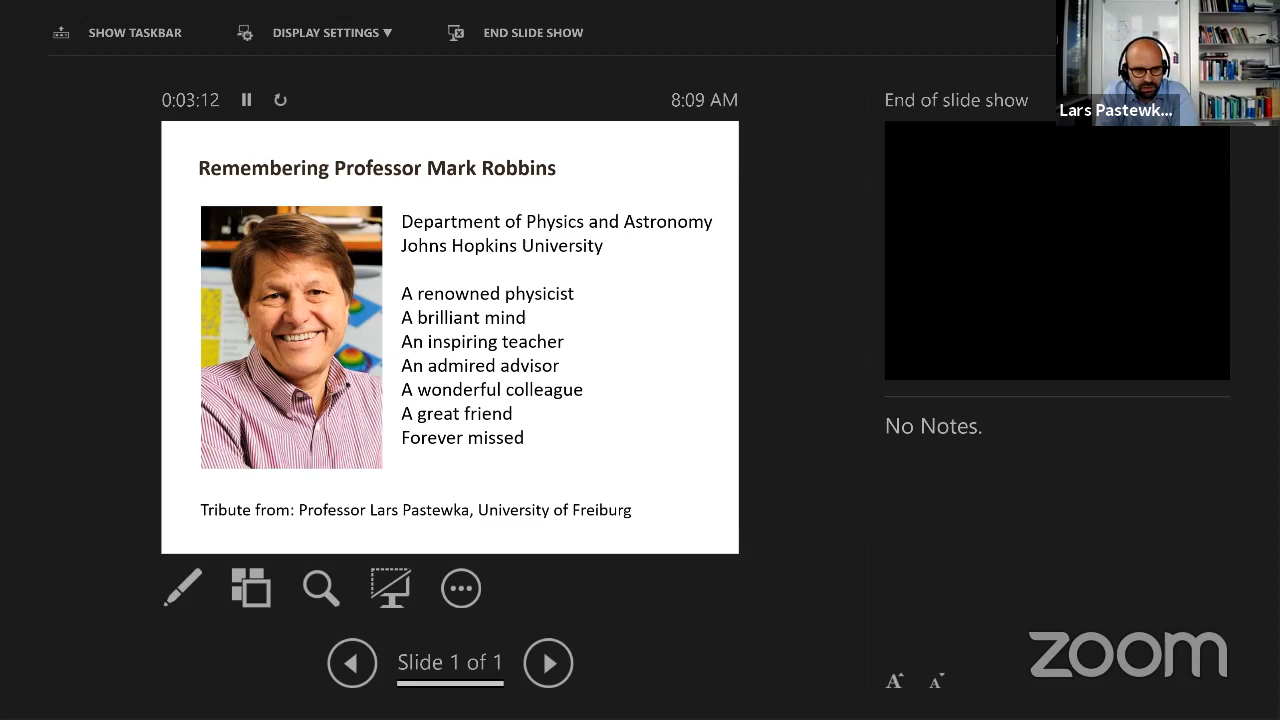 SHOW TASKBAR
DISPLAY SETTINGS ▼
END SLIDE SHOW
0:03:12
8:09 AM
End of slide show
Lars Pastewk...
Remembering Professor Mark Robbins
Department of Physics and Astronomy
Johns Hopkins University
A renowned physicist
A brilliant mind
An inspiring teacher
An admired advisor
A wonderful colleague
A great friend
Forever missed
Tribute from: Professor Lars Pastewka, University of Freiburg
No Notes.
Slide 1 of 1
A A
zoom